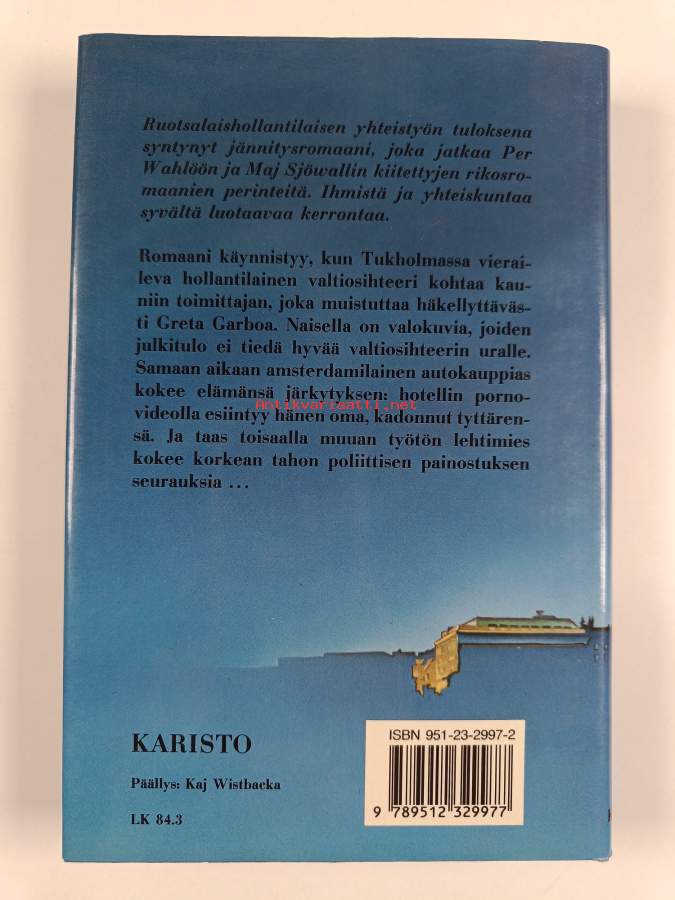 Ruotsalaishollantilaisen yhteistyön tuloksena
syntynyt jännitysromaani, joka jatkaa Per
Wahlöön ja Maj Sjöwallin kiitettyjen rikosro-
maanien perinteitä. Ihmistä ja yhteiskuntaa
syvältä luotaavaa kerrontaa.
Romaani käynnistyy, kun Tukholmassa vierai-
leva hollantilainen valtiosihteeri kohtaa kau-
niin toimittajan, joka muistuttaa häkellyttäväs-
ti Greta Garboa. Naisella on valokuvia, joiden
julkitulo ei tiedä hyvää valtiosihteerin uralle.
Samaan aikaan amsterdamilainen autokauppias
kokee elämänsä järkytyksen: hotellin porno-
videolla esiintyy hänen oma, kadonnut tyttären-
sä. Ja taas toisaalla muuan työtön lehtimies
kokee korkean tahon poliittisen painostuksen
seurauksia ...
Antikvariaatti.net
KARISTO
Päällys: Kaj Wistbacka
LK 84.3
ISBN 951-23-2997-2
9 789512 329977